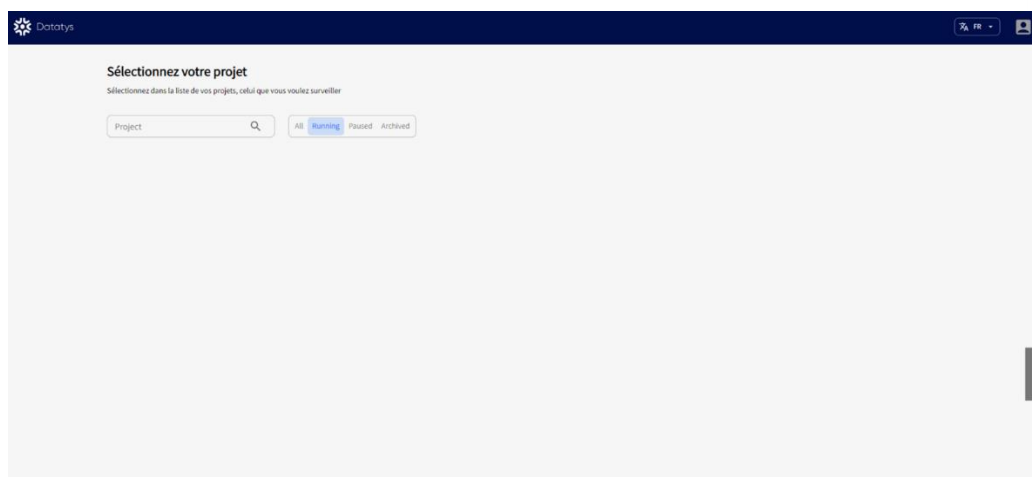 Datatys
FR
Sélectionnez votre projet
Sélectionnez dans la liste de vos projets, celui que vous voulez surveiller
Project
All Running Paused Archived